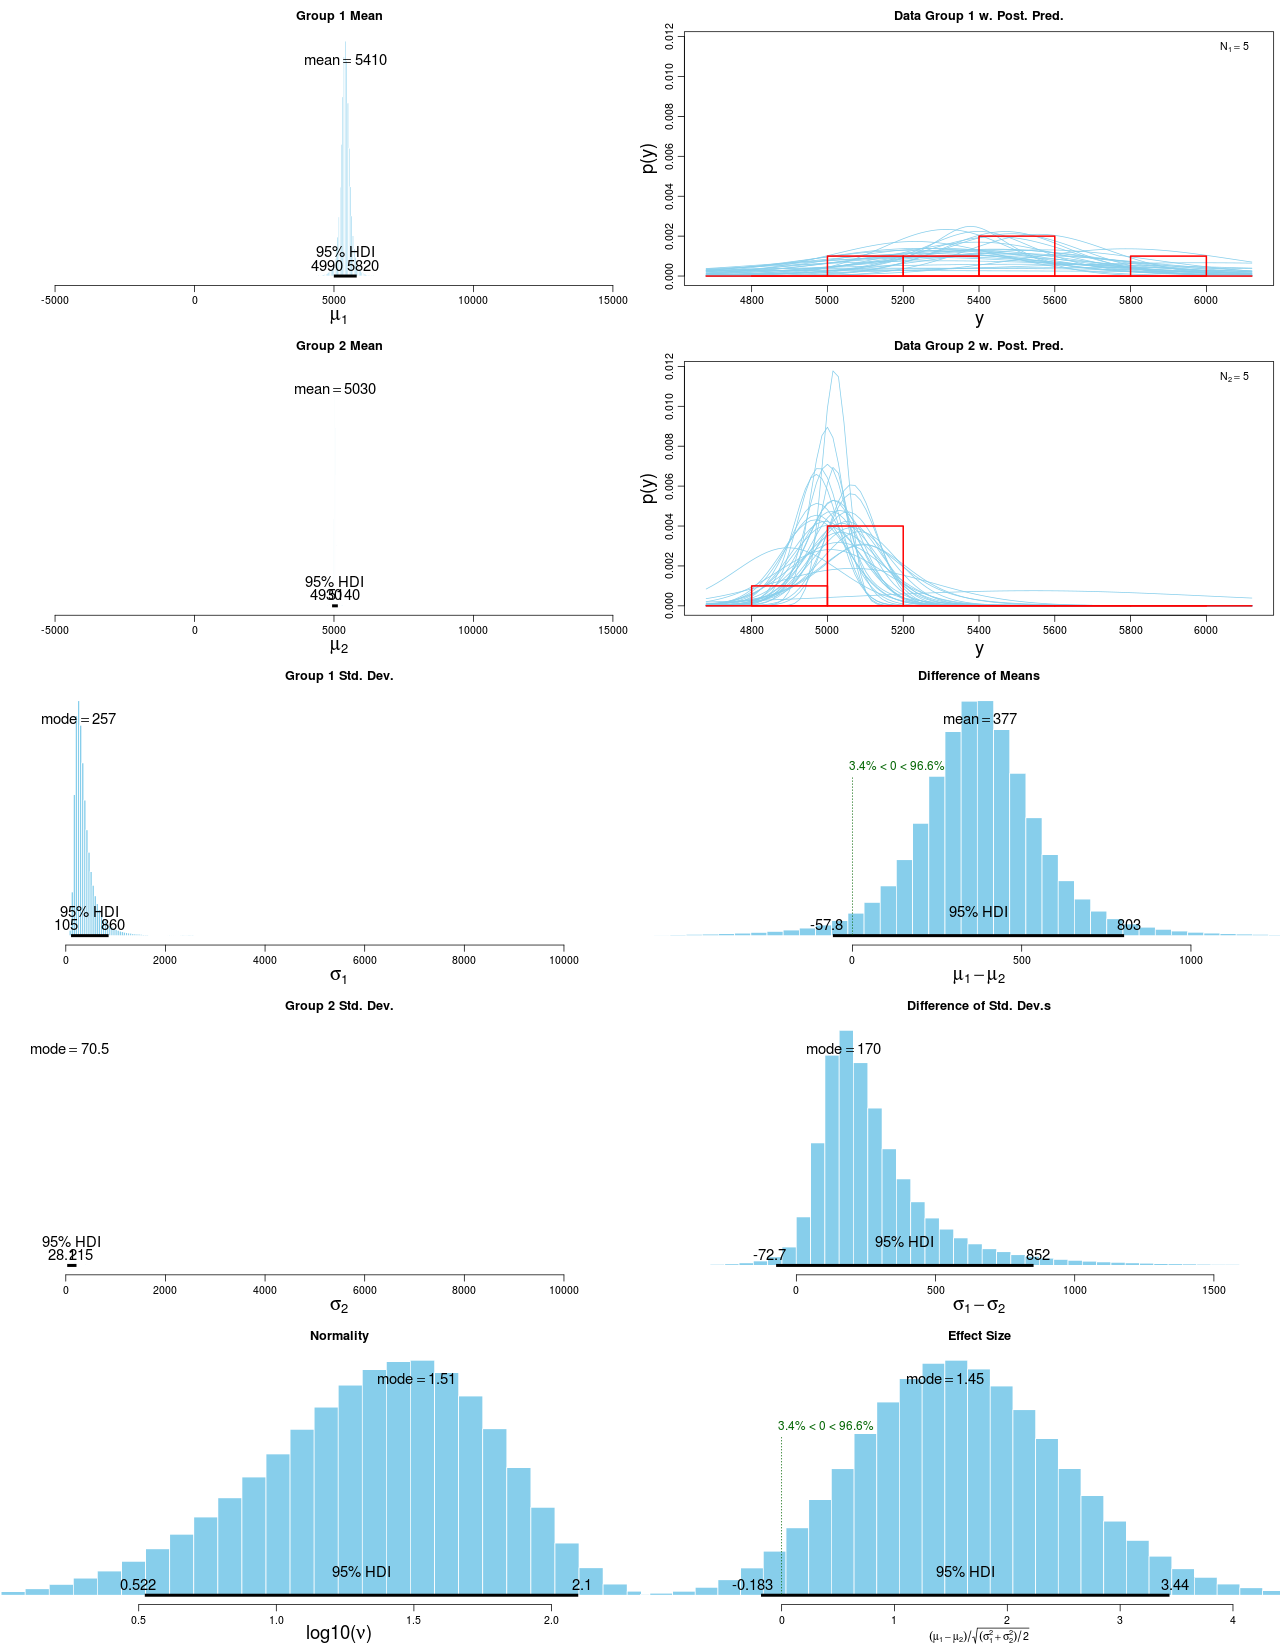 Group 1 Mean
mean = 5410
95% HDI
4990 5820
-5000 0 5000 10000 15000
μ1
Data Group 1 w. Post. Pred.
N1 = 5
p(y)
0.000 0.002 0.004 0.006 0.008 0.010 0.012
4800 5000 5200 5400 5600 5800 6000
y
Group 2 Mean
mean = 5030
95% HDI
4930 5140
-5000 0 5000 10000 15000
μ2
Data Group 2 w. Post. Pred.
N2 = 5
p(y)
0.000 0.002 0.004 0.006 0.008 0.010 0.012
4800 5000 5200 5400 5600 5800 6000
y
Group 1 Std. Dev.
mode = 257
95% HDI
105 860
0 2000 4000 6000 8000 10000
σ1
Difference of Means
mean = 377
3.4% < 0 < 96.6%
95% HDI
-57.8 803
0 500 1000
μ1 − μ2
Group 2 Std. Dev.
mode = 70.5
95% HDI
28.2 215
0 2000 4000 6000 8000 10000
σ2
Difference of Std. Dev.s
mode = 170
95% HDI
-72.7 852
0 500 1000 1500
σ1 − σ2
Normality
mode = 1.51
95% HDI
0.522 2.1
0.5 1.0 1.5 2.0
log10(ν)
Effect Size
mode = 1.45
3.4% < 0 < 96.6%
95% HDI
-0.183 3.44
0 1 2 3 4
(μ1 − μ2)/√(σ1² + σ2²)/2